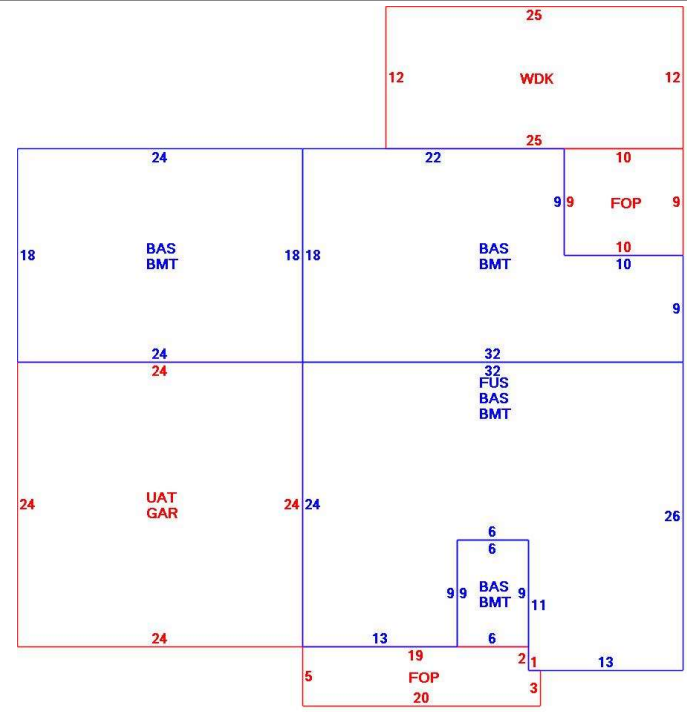 25
12 WDK 12
25
24 22 10
9 9 FOP 9
18 BAS 18 18 BAS 10
BMT BMT 10
9
24 32
24 32
FUS
BAS
BMT
UAT
24 GAR 24 24 26
6
6
9 9 BAS 9 11
BMT
24 13 6
19 2 1 13
5 FOP 3
20